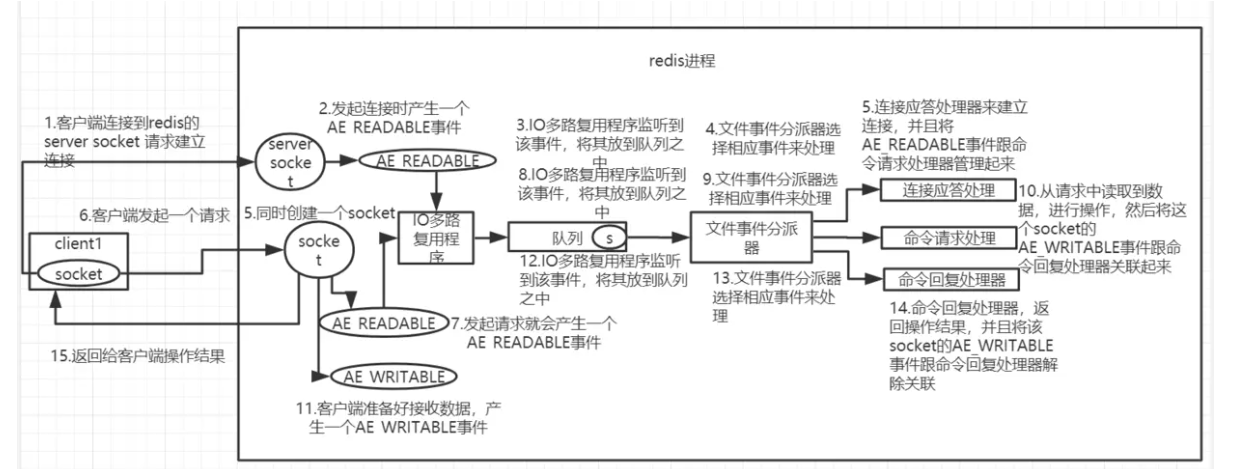 redis进程
1.客户端连接到redis的
server socket 请求建立
连接
2.发起连接时产生一个
AE READABLE事件
server
socke
t
AE READABLE
3.IO多路复用程序监听到
该事件，将其放到队列之
中
8.IO多路复用程序监听到
该事件，将其放到队列之
中
4.文件事件分派器选
择相应事件来处理
9.文件事件分派器选
择相应事件来处理
5.连接应答处理器来建立
连接，并且将
AE_READABLE事件跟命
令请求处理器管理起来
连接应答处理
6.客户端发起一个请求
5.同时创建一个socket
client1
socket
socke
t
IO多路
复用程
序
队列
s
文件事件分派
器
命令请求处理
10.从请求中读取到数
据，进行操作，然后将这
个socket的
AE_WRITABLE事件跟命
令回复处理器关联起来
12.IO多路复用程序监听
到该事件，将其放到队列
之中
13.文件事件分派器
选择相应事件来处
理
命令回复处理器
AE READABLE
7.发起请求就会产生一个
AE READABLE事件
14.命令回复处理器，返
回操作结果，并且将该
socket的AE_WRITABLE
事件跟命令回复处理器解
除关联
15.返回给客户端操作结果
AE WRITABLE
11.客户端准备好接收数据，产
生一个AE WRITABLE事件